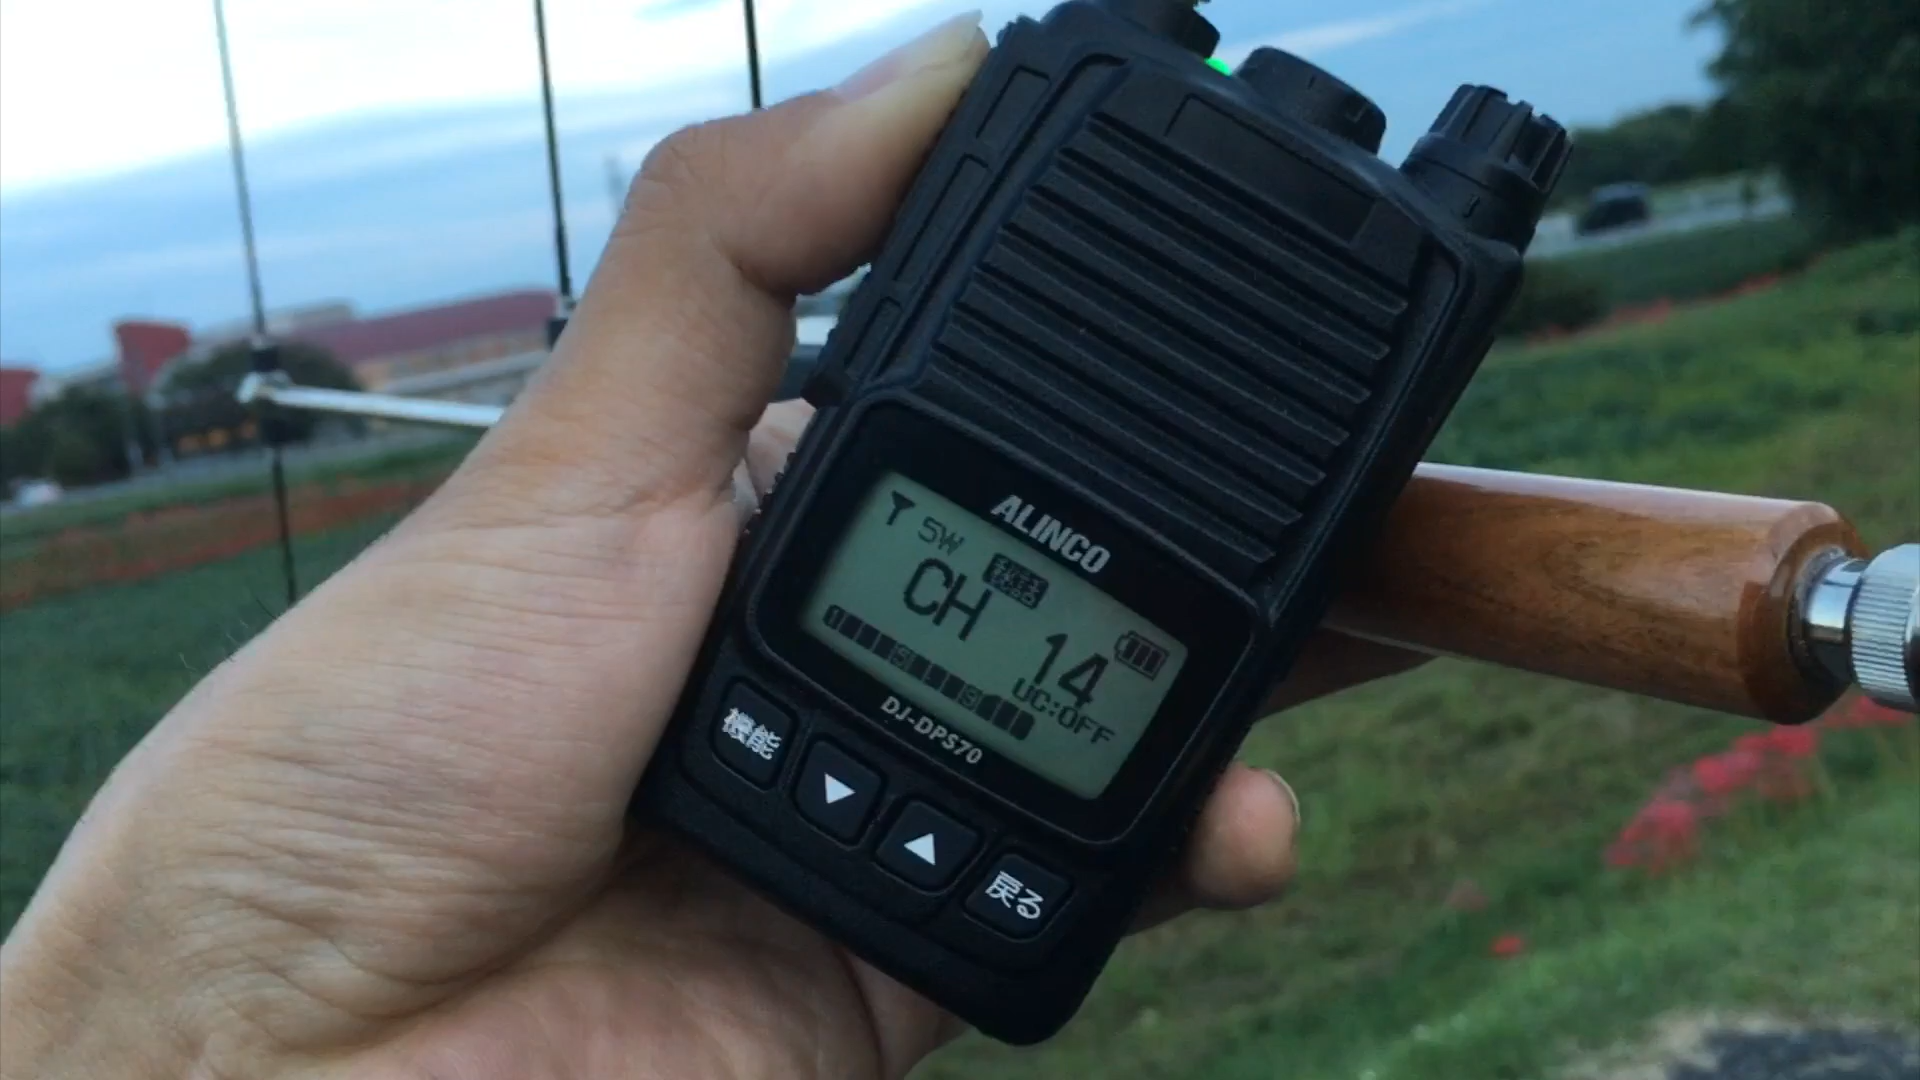 ALINCO
5W
CH 14
UC:OFF
DJ-DPS70
機能
戻る